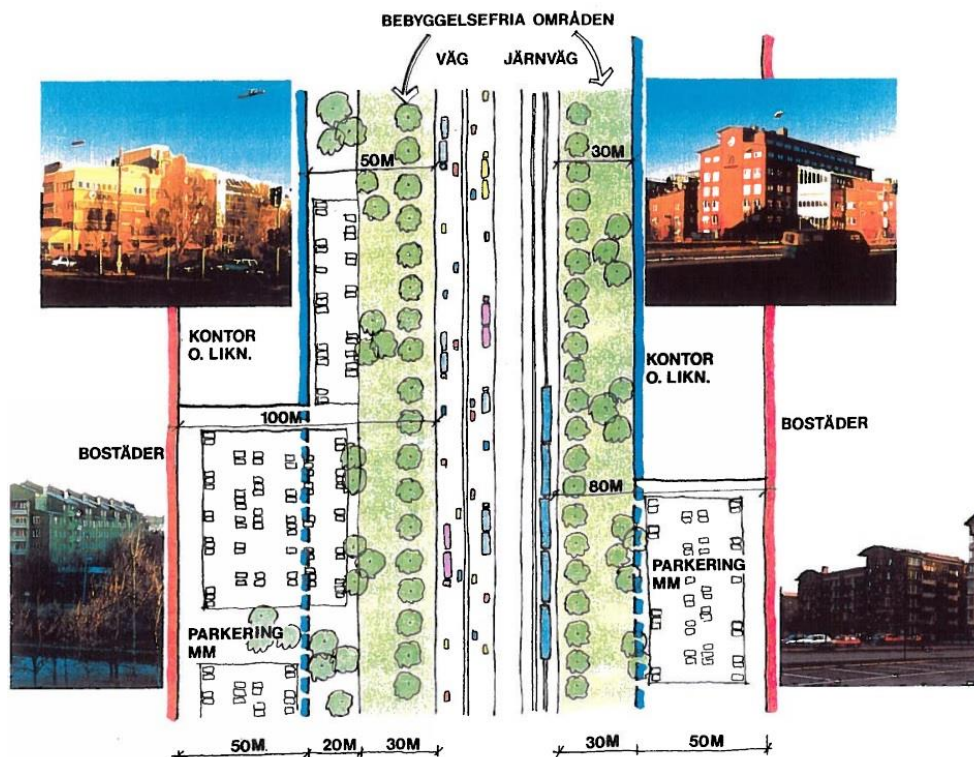 BEBYGGELSEFRIA OMRÅDEN
VÄG
JÄRNVÄG
50M
30M
KONTOR
O. LIKN.
KONTOR
O. LIKN.
100M
BOSTÄDER
BOSTÄDER
80M
PARKERING
MM
PARKERING
MM
50M.
20M
30M
30M
50M